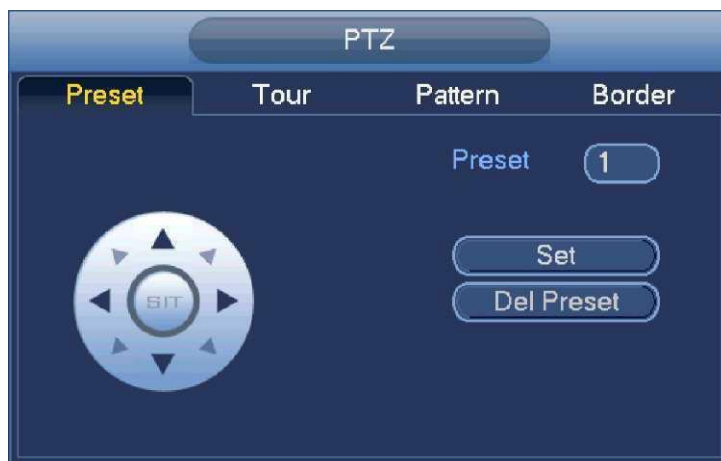 PTZ
Preset Tour Pattern Border
Preset 1
Set
SIT
Del Preset